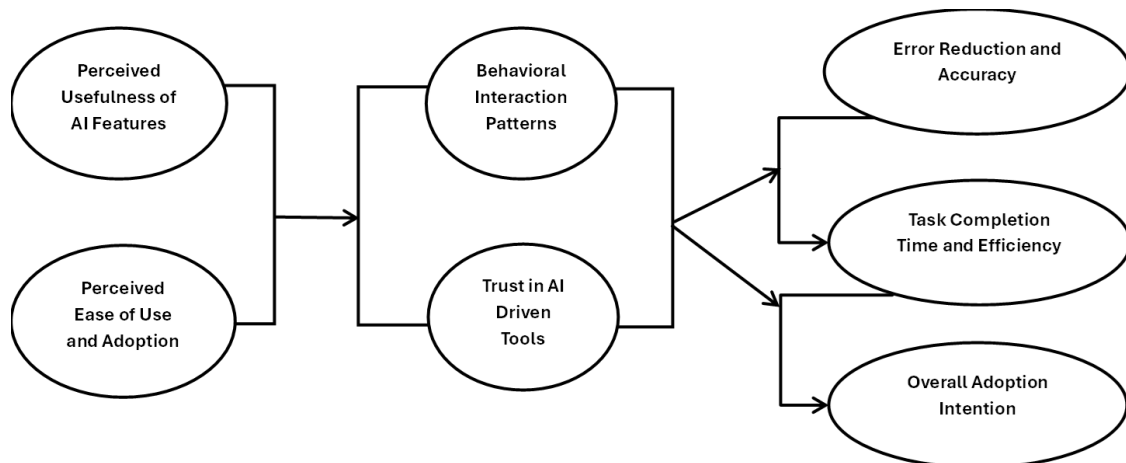 Perceived
Usefulness of
AI Features
Perceived
Ease of Use
and Adoption
Behavioral
Interaction
Patterns
Trust in AI
Driven
Tools
Error Reduction and
Accuracy
Task Completion
Time and Efficiency
Overall Adoption
Intention